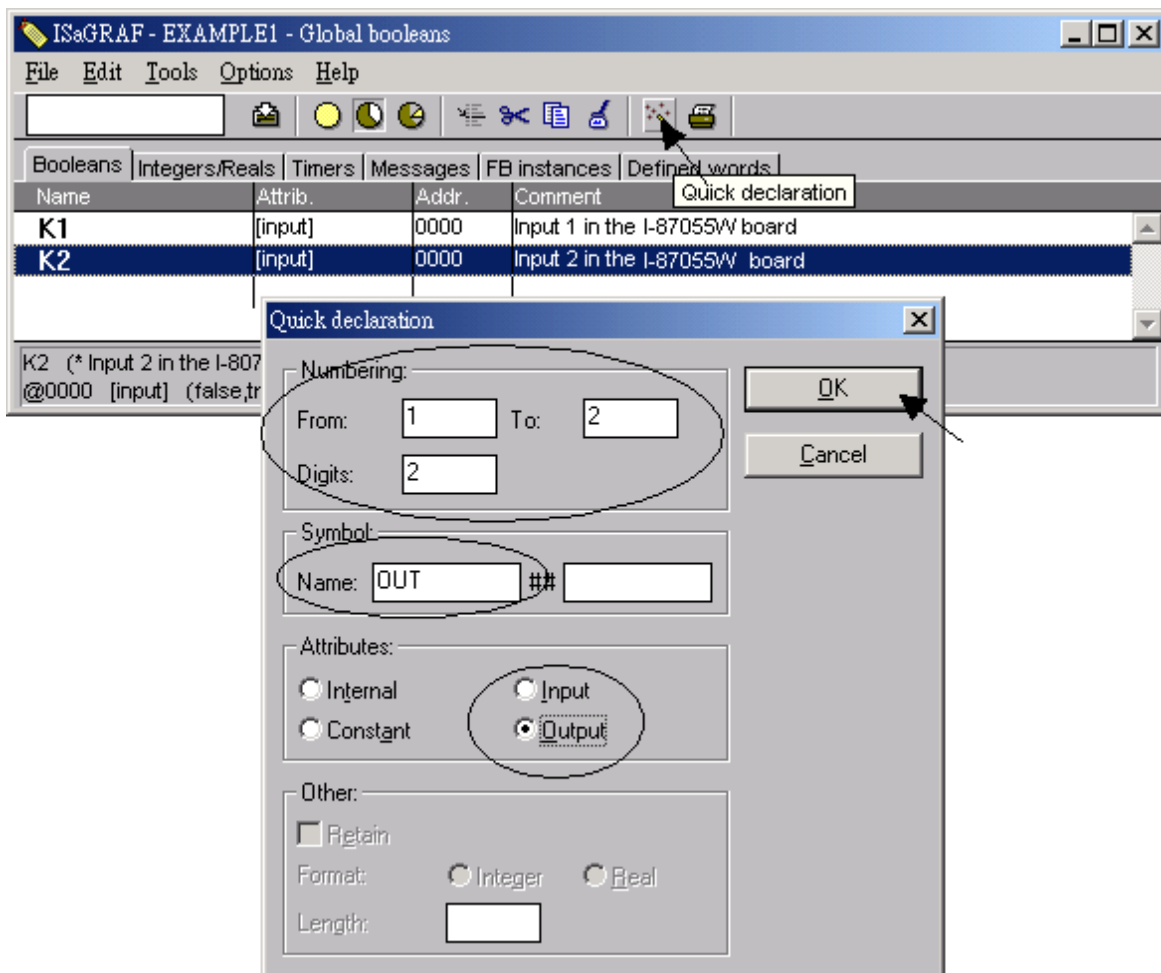 ISaGRAF - EXAMPLE1 - Global booleans
File Edit Tools Options Help
Booleans Integers/Reals Timers Messages FB instances Defined words
Quick declaration
Name Attrib. Addr. Comment
K1 [input] 0000 Input 1 in the I-87055W board
K2 [input] 0000 Input 2 in the I-87055W board
K2 (* Input 2 in the I-807
@0000 [input] (false,tr
Quick declaration
Numbering:
From: 1 To: 2
Digits: 2
OK
Cancel
Symbol:
Name: OUT ##
Attributes:
Internal Input
Constant Output
Other:
Retain
Format: Integer Real
Length: